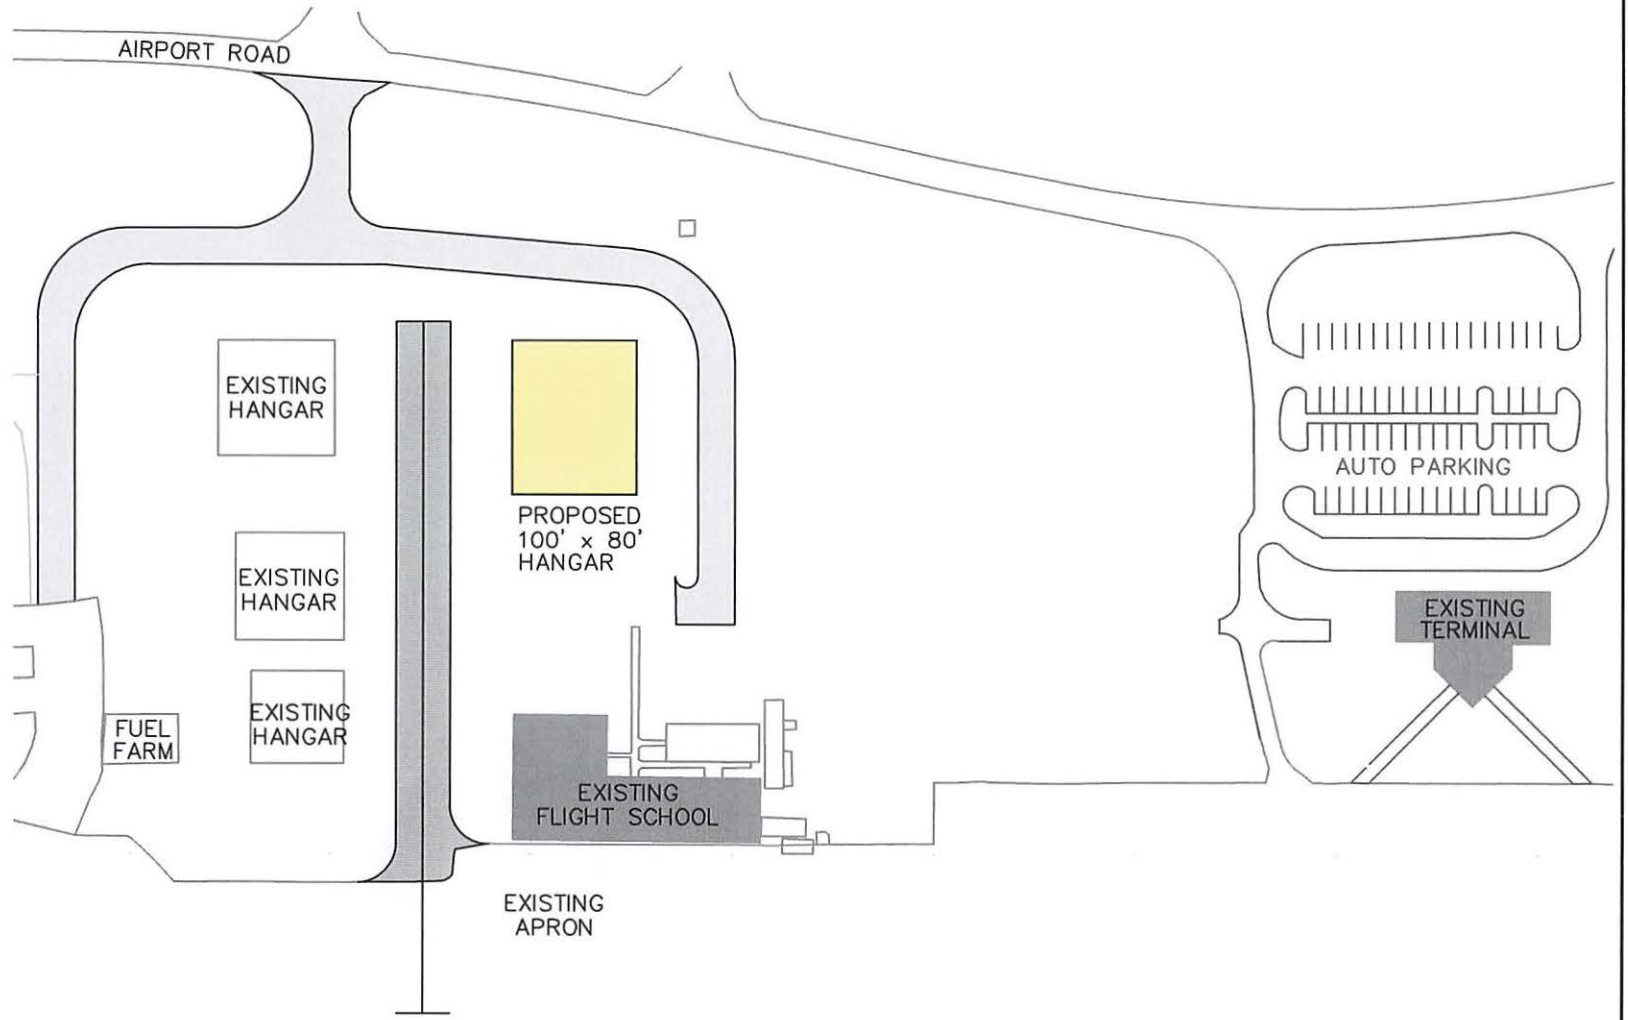 AIRPORT ROAD
EXISTING
HANGAR
AUTO PARKING
PROPOSED
100' x 80'
HANGAR
EXISTING
HANGAR
EXISTING
TERMINAL
EXISTING
HANGAR
FUEL
FARM
EXISTING
FLIGHT SCHOOL
EXISTING
APRON